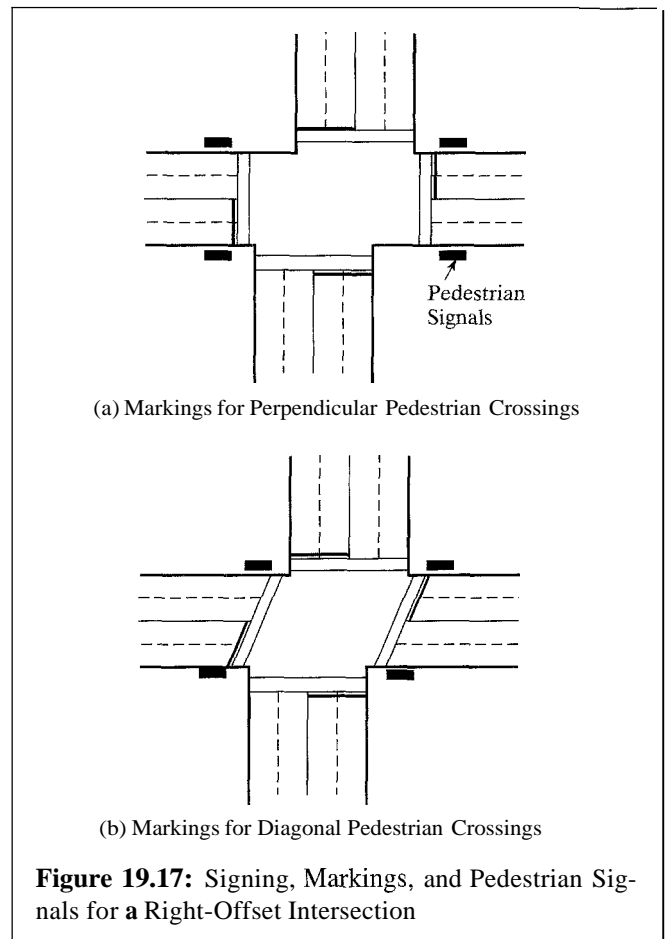 Pedestrian
Signals
(a) Markings for Perpendicular Pedestrian Crossings
(b) Markings for Diagonal Pedestrian Crossings
Figure 19.17: Signing, Markings, and Pedestrian Sig-
nals for a Right-Offset Intersection